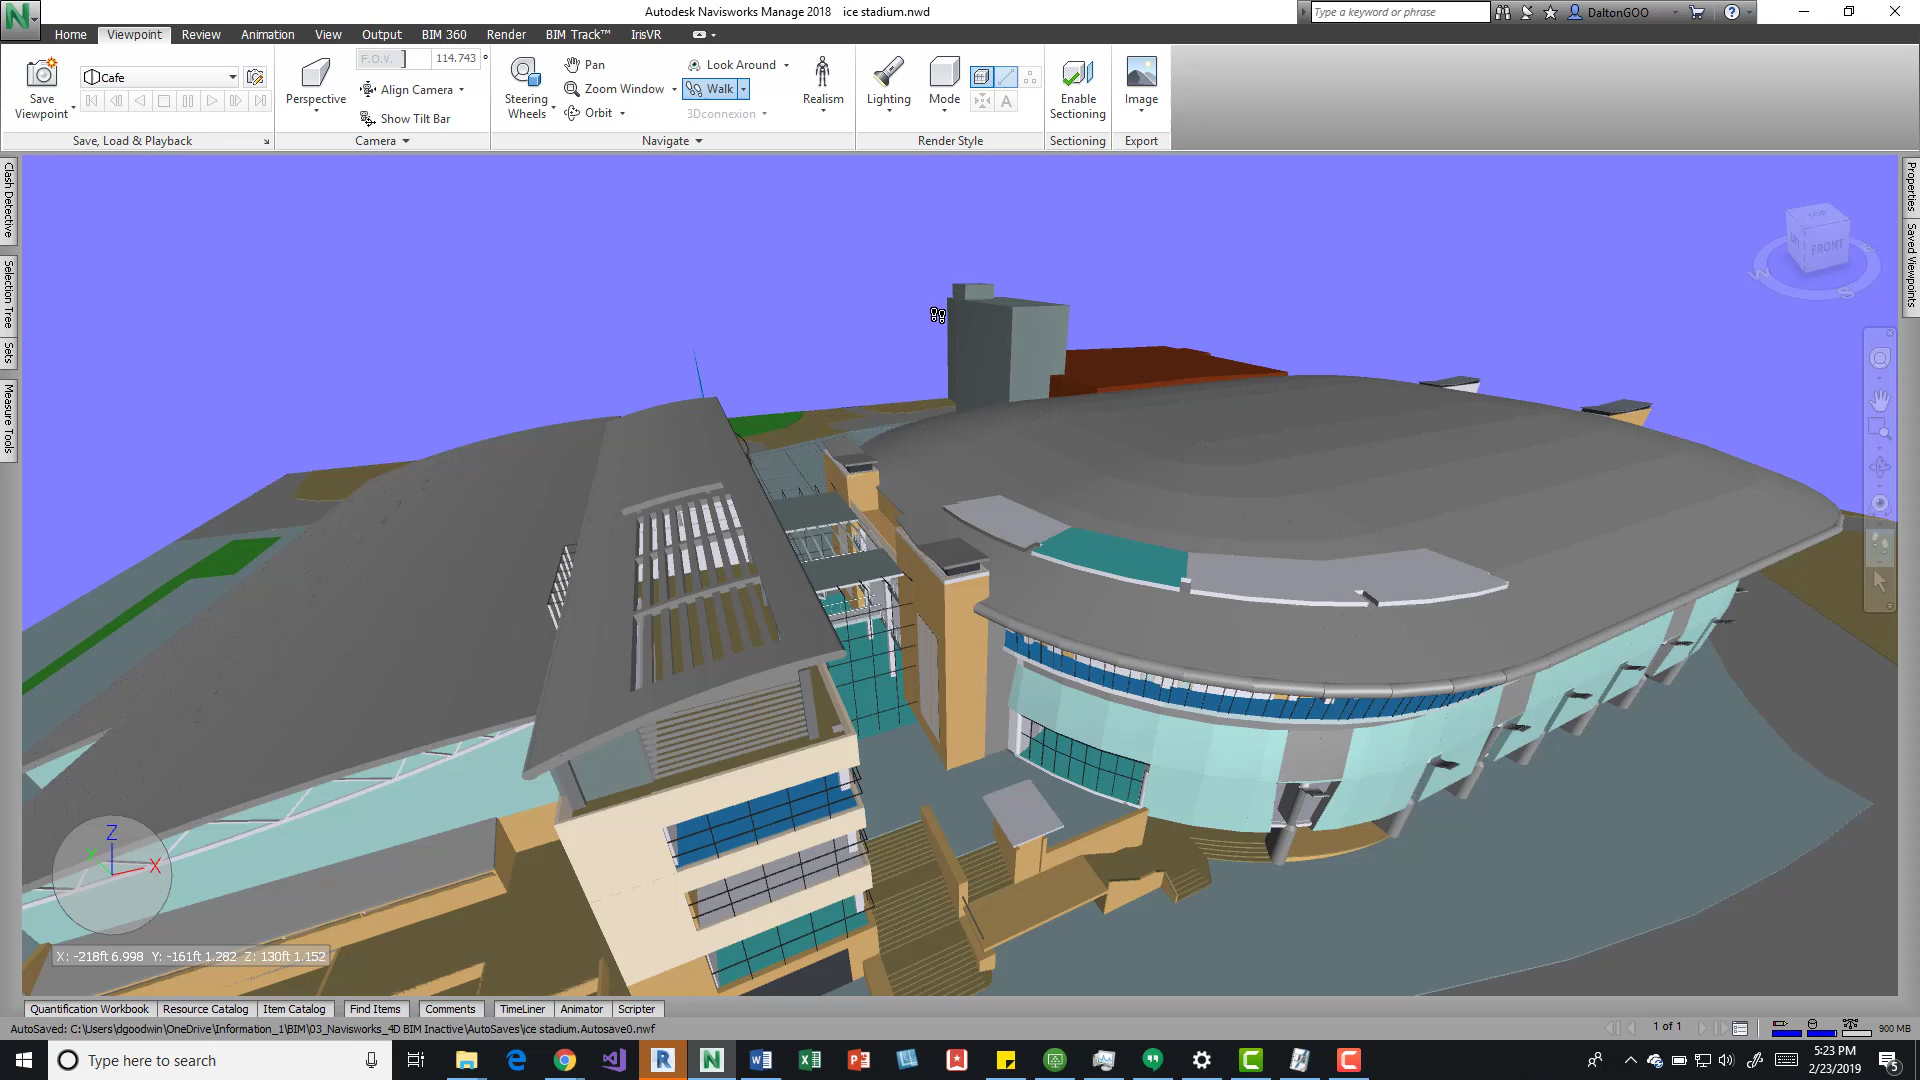 Autodesk Navisworks Manage 2018 ice stadium.nwd
Type a keyword or phrase
DaltonGOO
Home Viewpoint Review Animation View Output BIM 360 Render BIM Track™ IrisVR
Save Viewpoint
Cafe
Save, Load & Playback
Perspective
F.O.V. 114.743 °
Align Camera
Show Tilt Bar
Camera
Steering Wheels
Pan
Zoom Window
Orbit
Look Around
Walk
3Dconnexion
Navigate
Realism
Lighting
Mode
A
Render Style
Enable Sectioning
Sectioning
Image
Export
Clash Detective
Selection Tree
Sets
Measure Tools
Properties
Saved Viewpoints
TOP
FRONT
W
S
Z
X
X: -218ft 6.998 Y: -161ft 1.282 Z: 130ft 1.152
Quantification Workbook Resource Catalog Item Catalog Find Items Comments TimeLiner Animator Scripter
AutoSaved: C:\Users\dgoodwin\OneDrive\Information_1\BIM\03_Navisworks_4D BIM Inactive\AutoSaves\ice stadium.Autosave0.nwf
1 of 1
900 MB
Type here to search
5:23 PM
2/23/2019
5